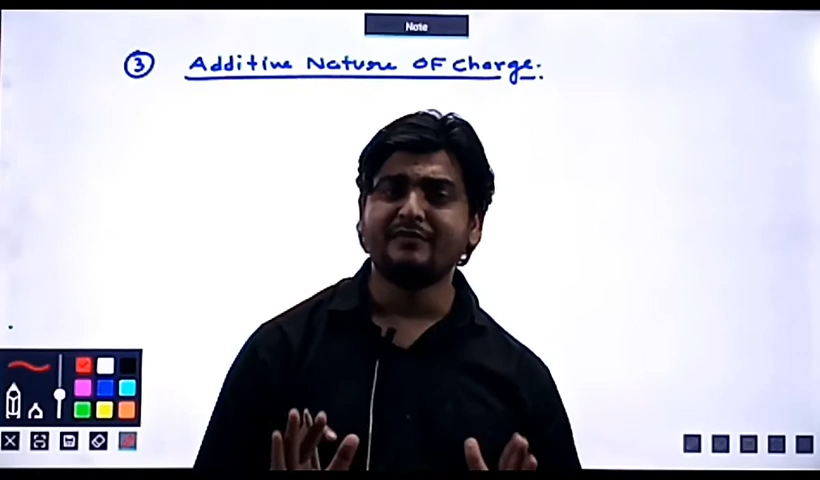 Note
③ Additive Nature OF Charge.